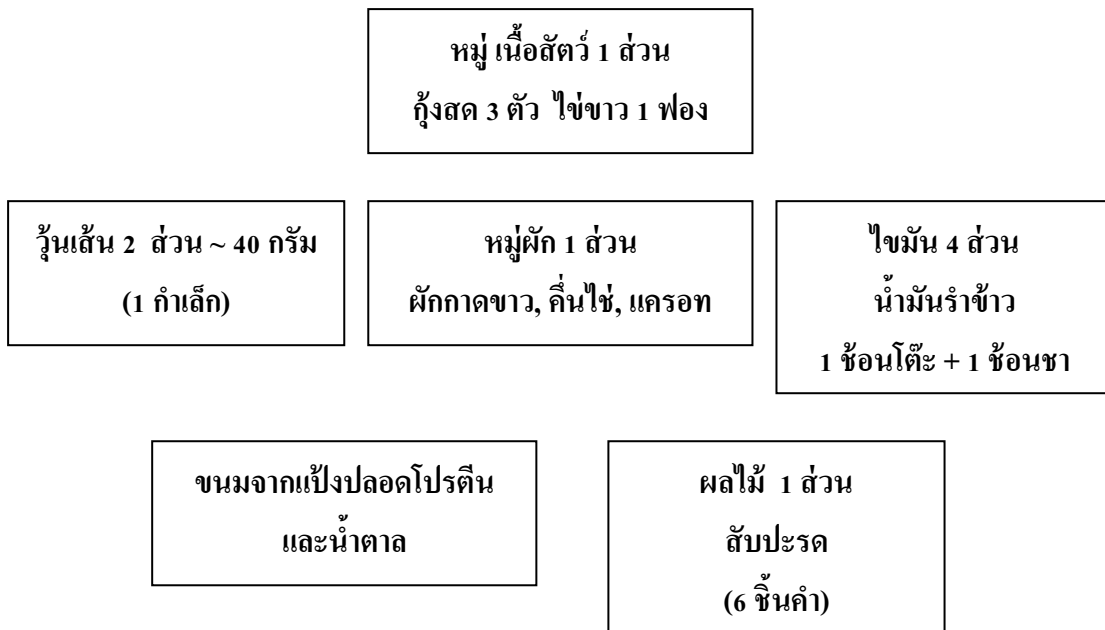 หมู่ เนื้อสัตว์ 1 ส่วน
กุ้งสด 3 ตัว ไข่ขาว 1 ฟอง
วุ้นเส้น 2 ส่วน ~ 40 กรัม
(1 กำเล็ก)
หมู่ผัก 1 ส่วน
ผักกาดขาว, คึ่นไช่, แครอท
ไขมัน 4 ส่วน
น้ำมันรำข้าว
1 ช้อนโต๊ะ + 1 ช้อนชา
ขนมจากแป้งปลอดโปรตีน
และน้ำตาล
ผลไม้ 1 ส่วน
สับปะรด
(6 ชิ้นคำ)